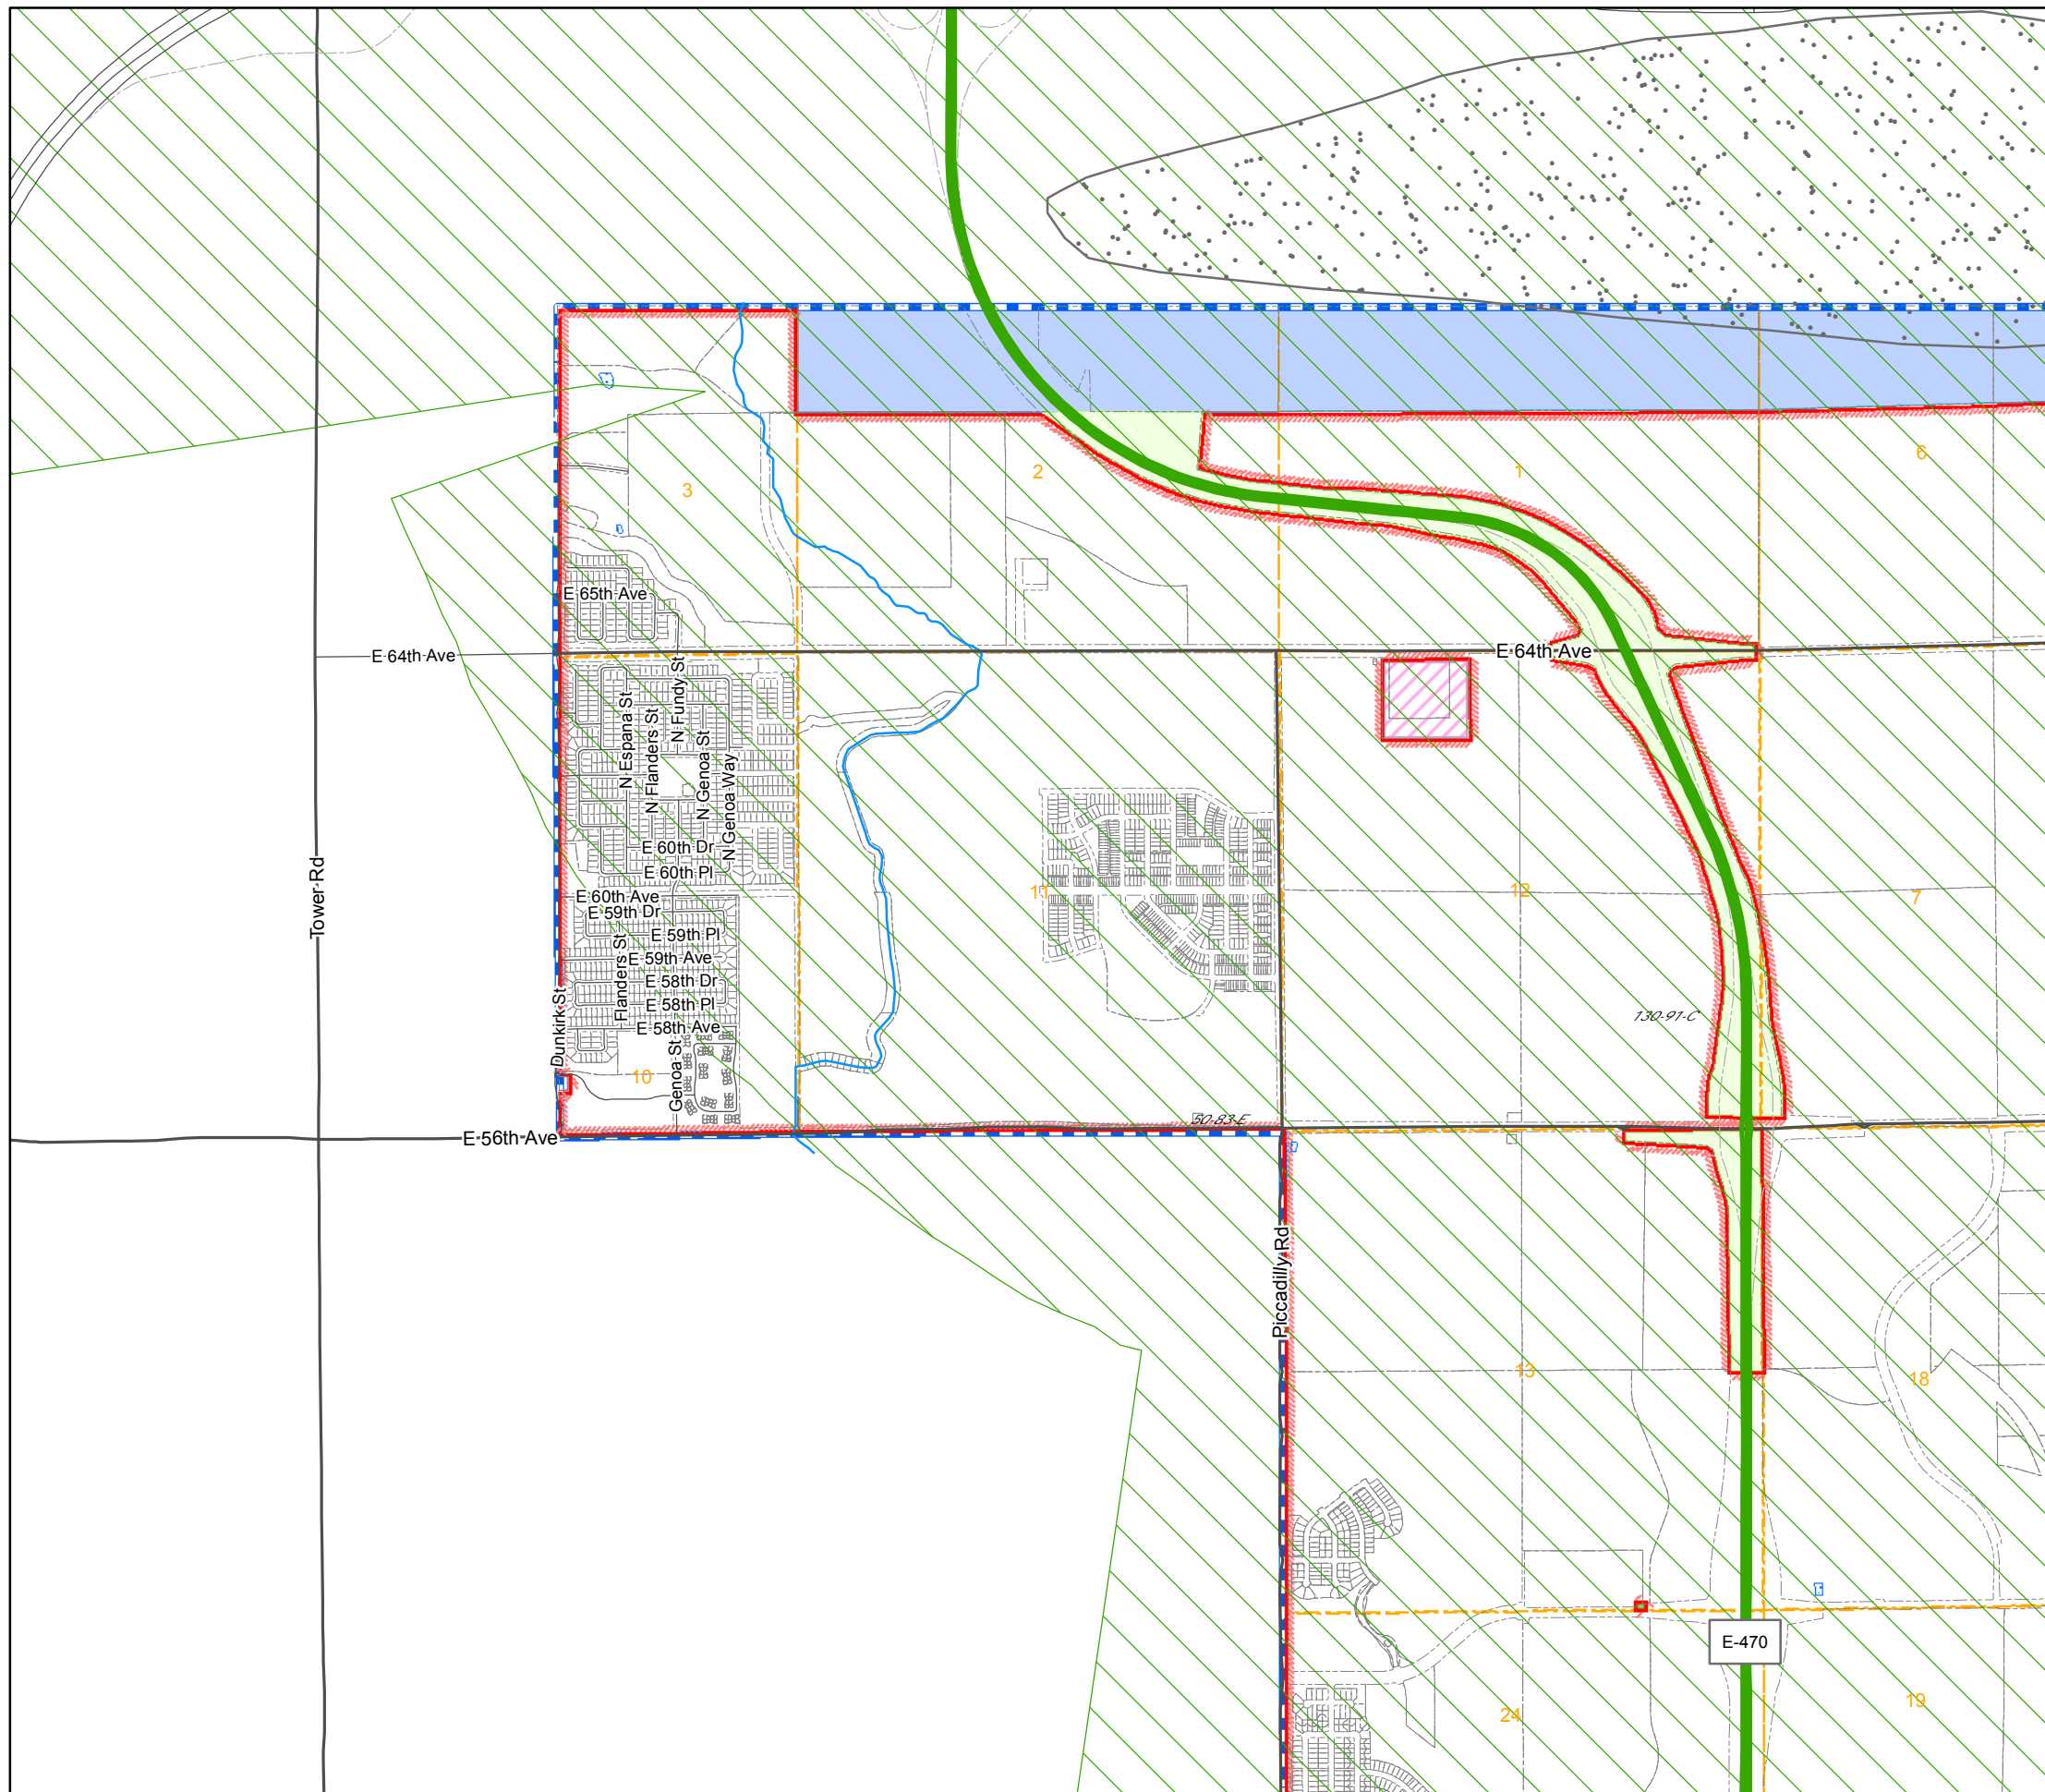 6
1
2
3
E 65th Ave
E 64th Ave
E 64th Ave
N Fundy St
N Espana St
N Flanders St
N Genoa St
N Genoa Way
E 60th Dr
E 60th Pl
E 60th Ave
E 59th Dr
E 59th Pl
E 59th Ave
E 58th Dr
E 58th Pl
E 58th Ave
Flanders St
Genoa St
Dunkirk St
Tower Rd
11
12
7
130-91-C
10
50-83-E
E 56th Ave
Piccadilly Rd
13
18
E-470
24
19